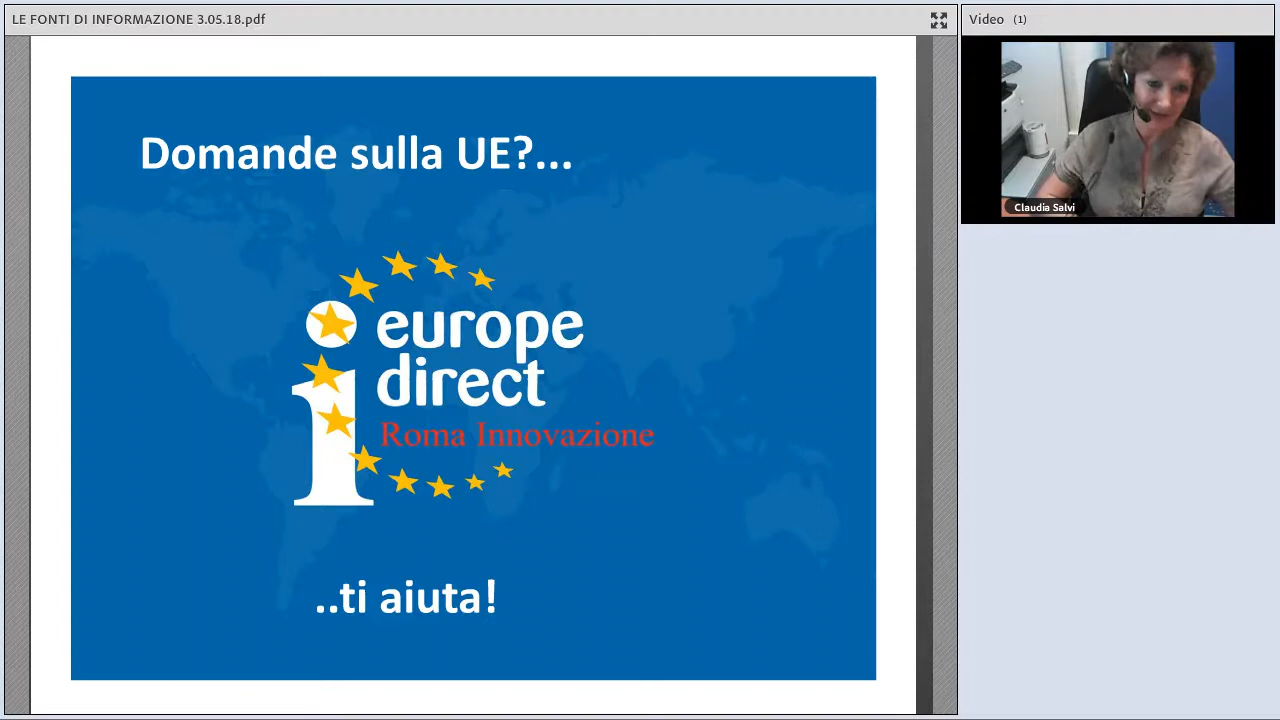 LE FONTI DI INFORMAZIONE 3.05.18.pdf
Video (1)
Claudia Salvi
Domande sulla UE?...
europe
direct
Roma Innovazione
..ti aiuta!